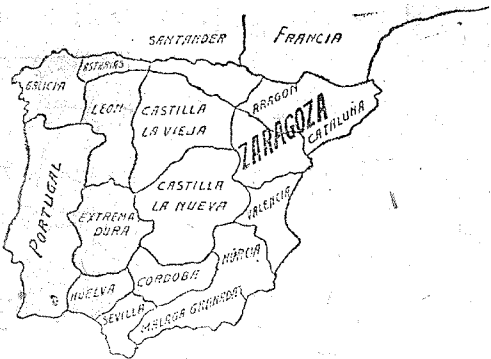 SANTANDER
FRANCIA
ASTURIAS
GALICIA
LEON
CASTILLA
LA VIEJA
ARAGON
ZARAGOZA
CATALUÑA
PORTUGAL
CASTILLA
LA NUEVA
EXTREMA
DURA
VALENCIA
MURCIA
CORDOBA
HUELVA
SEVILLA
MALAGA GRANADA